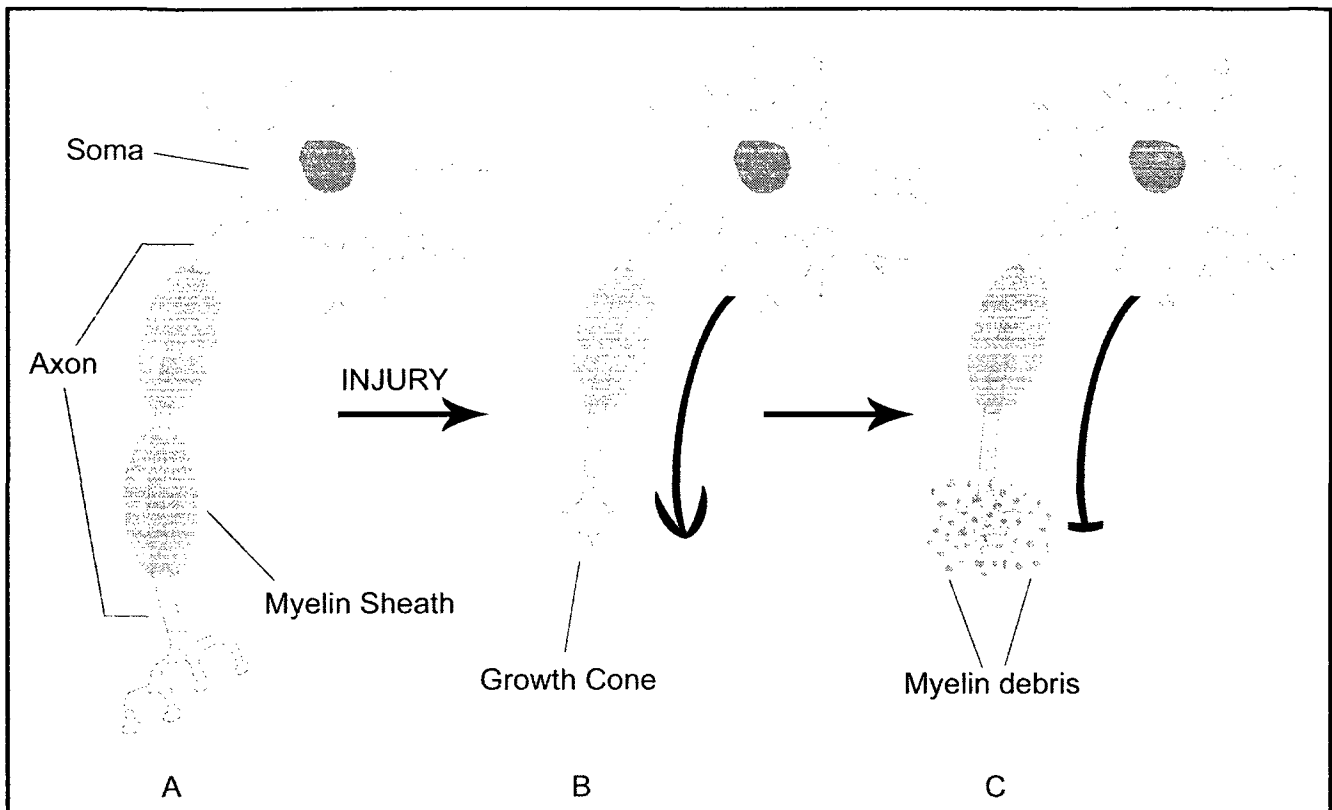 Soma
Axon
INJURY
Myelin Sheath
Growth Cone
Myelin debris
A
B
C